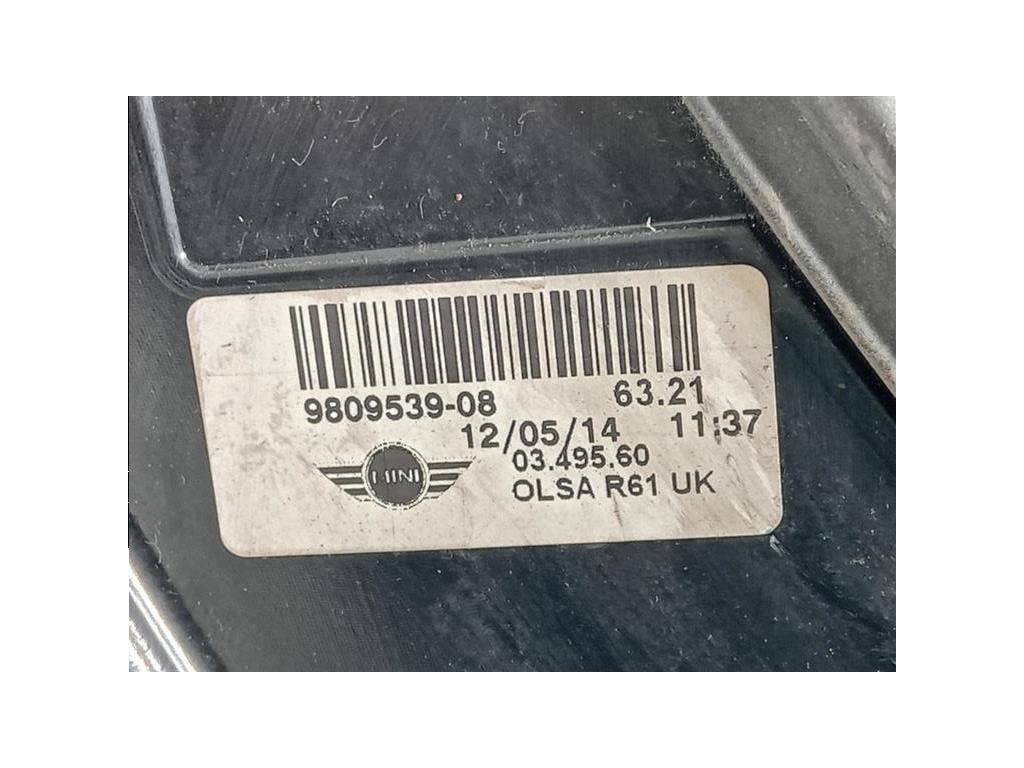 9809539-08 63.21
12/05/14 11:37
03.495.60
MINI
OLSA R61 UK